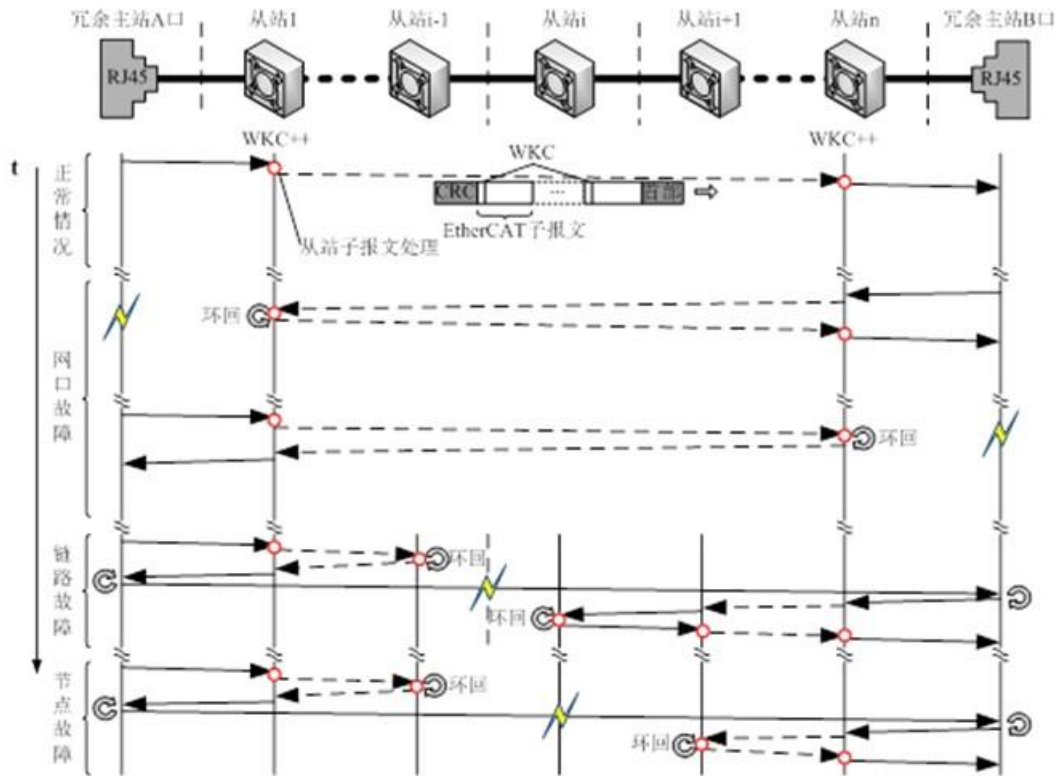 冗余主站A口
从站1
从站i-1
从站i
从站i+1
从站n
冗余主站B口
RJ45
RJ45
WKC++
WKC++
t
正常情况
WKC
CRC
...
首部
EtherCAT子报文
从站子报文处理
网口故障
环回
环回
链路故障
环回
环回
节点故障
环回
环回